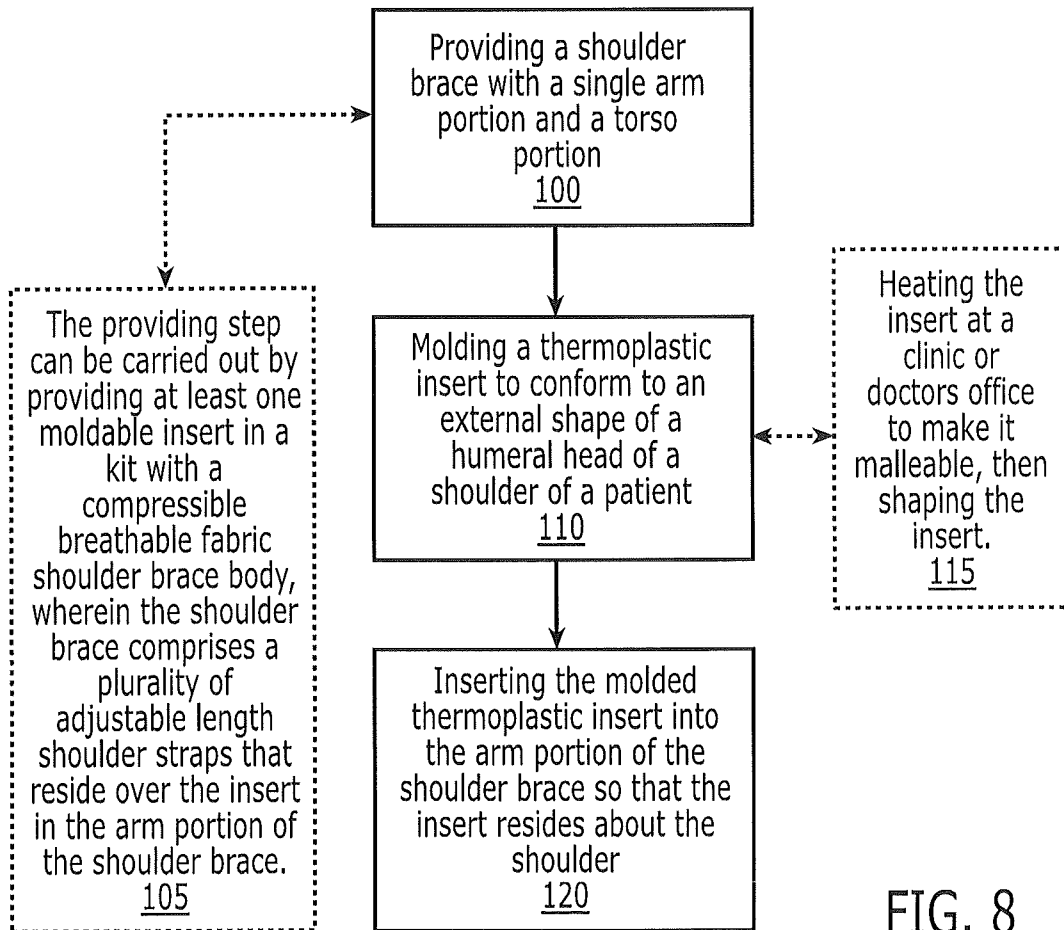 Providing a shoulder
brace with a single arm
portion and a torso
portion
100
The providing step
can be carried out by
providing at least one
moldable insert in a
kit with a
compressible
breathable fabric
shoulder brace body,
wherein the shoulder
brace comprises a
plurality of
adjustable length
shoulder straps that
reside over the insert
in the arm portion of
the shoulder brace.
105
Molding a thermoplastic
insert to conform to an
external shape of a
humeral head of a
shoulder of a patient
110
Heating the
insert at a
clinic or
doctors office
to make it
malleable, then
shaping the
insert.
115
Inserting the molded
thermoplastic insert into
the arm portion of the
shoulder brace so that the
insert resides about the
shoulder
120
FIG. 8